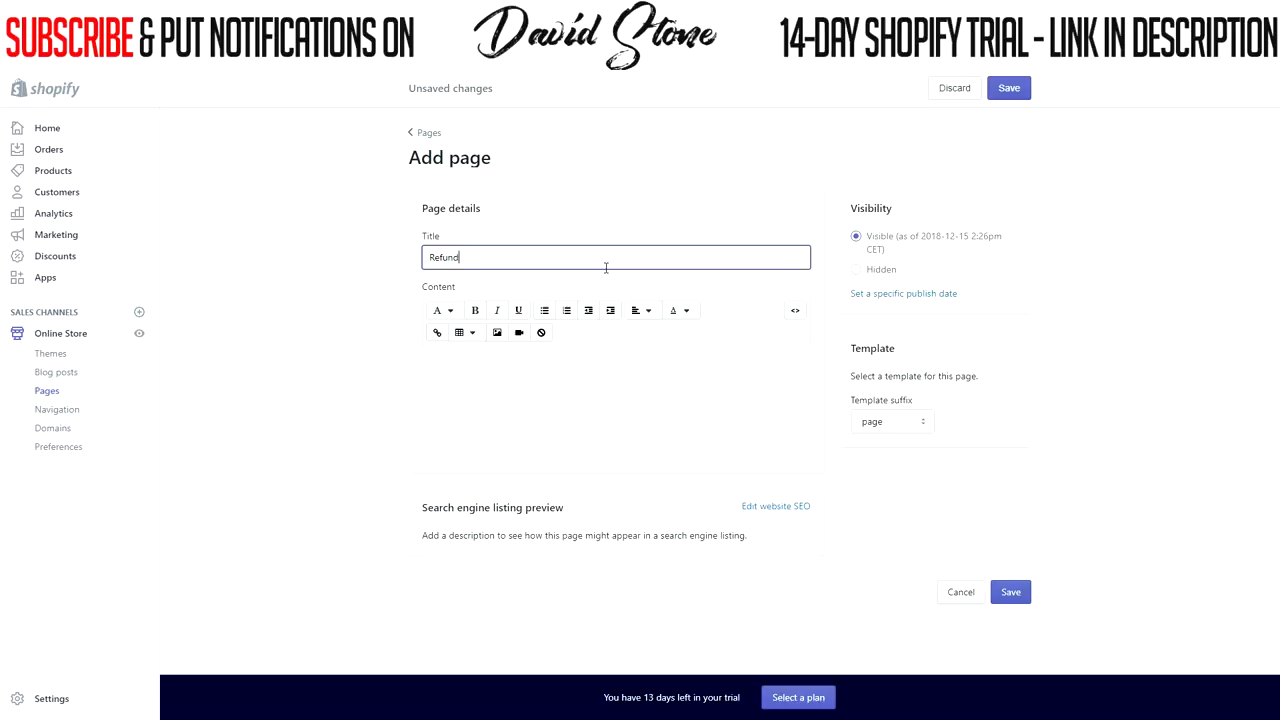 SUBSCRIBE & PUT NOTIFICATIONS ON
David Stone
14-DAY SHOPIFY TRIAL - LINK IN DESCRIPTION
shopify
Unsaved changes
Discard
Save
Home
Orders
Products
Customers
Analytics
Marketing
Discounts
Apps
SALES CHANNELS
Online Store
Themes
Blog posts
Pages
Navigation
Domains
Preferences
Settings
Pages
Add page
Page details
Title
Refund
Content
A
B
I
U
A
<>
Search engine listing preview
Edit website SEO
Add a description to see how this page might appear in a search engine listing.
Visibility
Visible (as of 2018-12-15 2:26pm
CET)
Hidden
Set a specific publish date
Template
Select a template for this page.
Template suffix
page
Cancel
Save
You have 13 days left in your trial
Select a plan